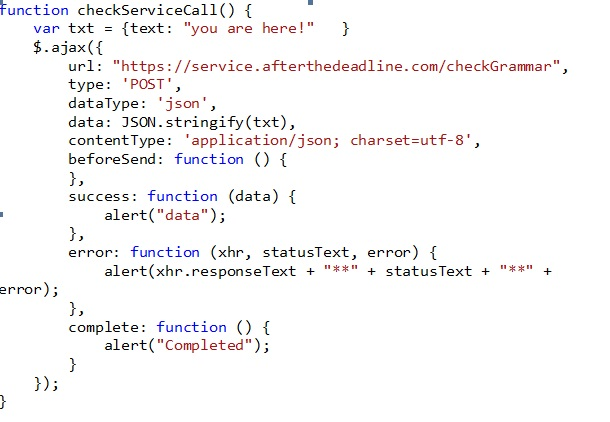 function checkServiceCall() {
    var txt = {text: "you are here!"   }
    $.ajax({
        url: "https://service.afterthedeadline.com/checkGrammar",
        type: 'POST',
        dataType: 'json',
        data: JSON.stringify(txt),
        contentType: 'application/json; charset=utf-8',
        beforeSend: function () {
        },
        success: function (data) {
            alert("data");
        },
        error: function (xhr, statusText, error) {
            alert(xhr.responseText + "**" + statusText + "**" +
error);
        },
        complete: function () {
            alert("Completed");
        }
    });
}